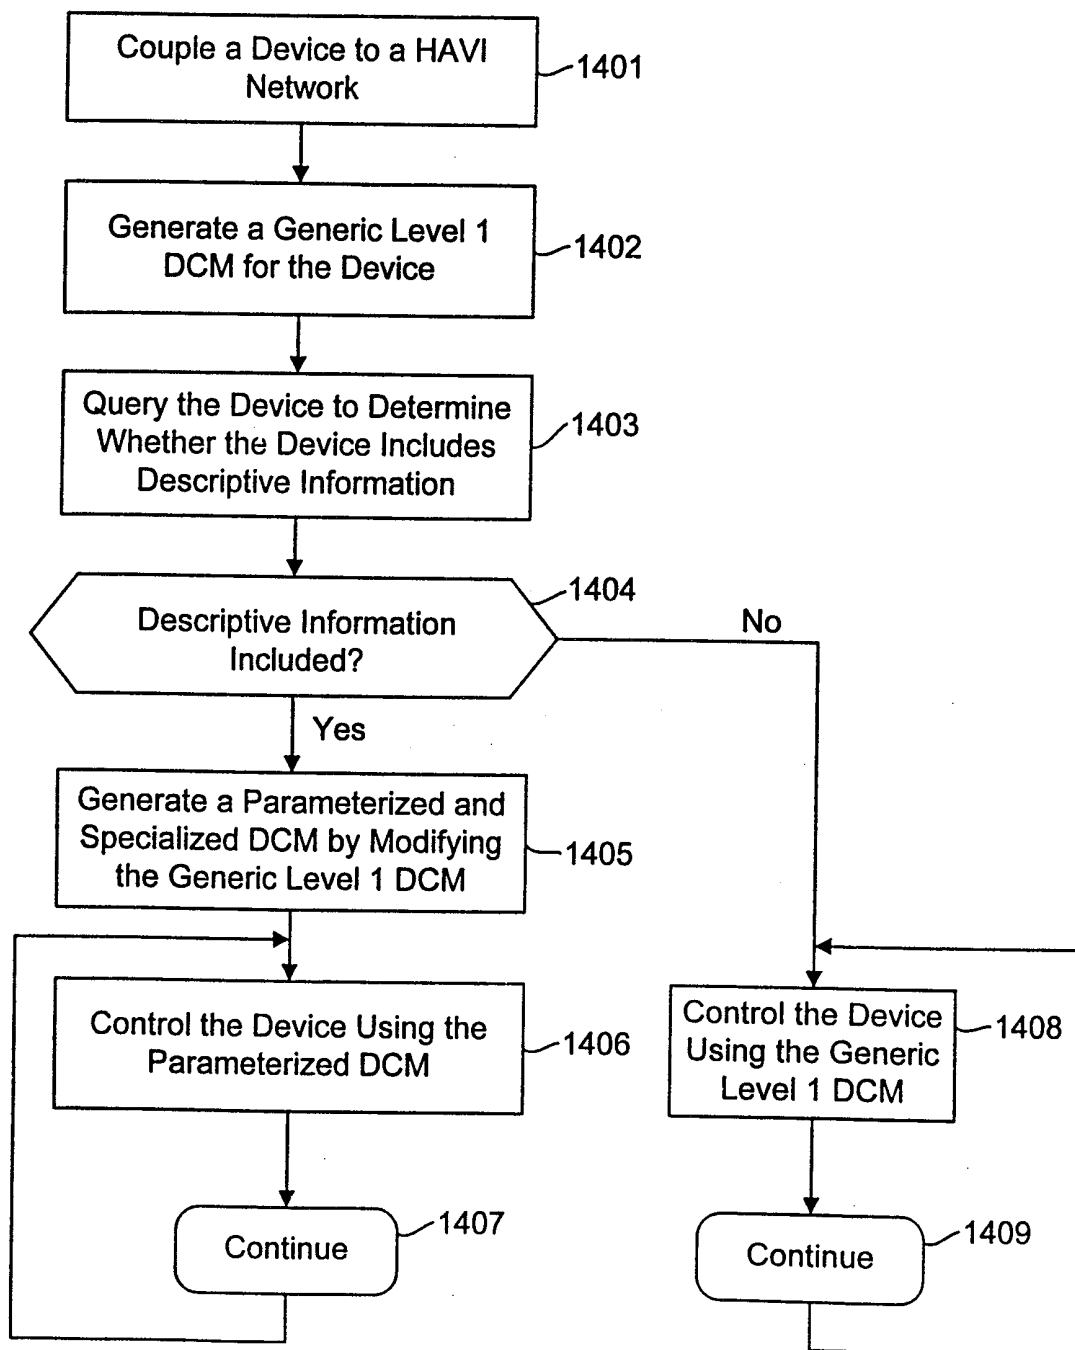 Couple a Device to a HAVI
Network
1401
Generate a Generic Level 1
DCM for the Device
1402
Query the Device to Determine
Whether the Device Includes
Descriptive Information
1403
Descriptive Information
Included?
1404
No
Yes
Generate a Parameterized and
Specialized DCM by Modifying
the Generic Level 1 DCM
1405
Control the Device Using the
Parameterized DCM
1406
Control the Device
Using the Generic
Level 1 DCM
1408
Continue
1407
Continue
1409